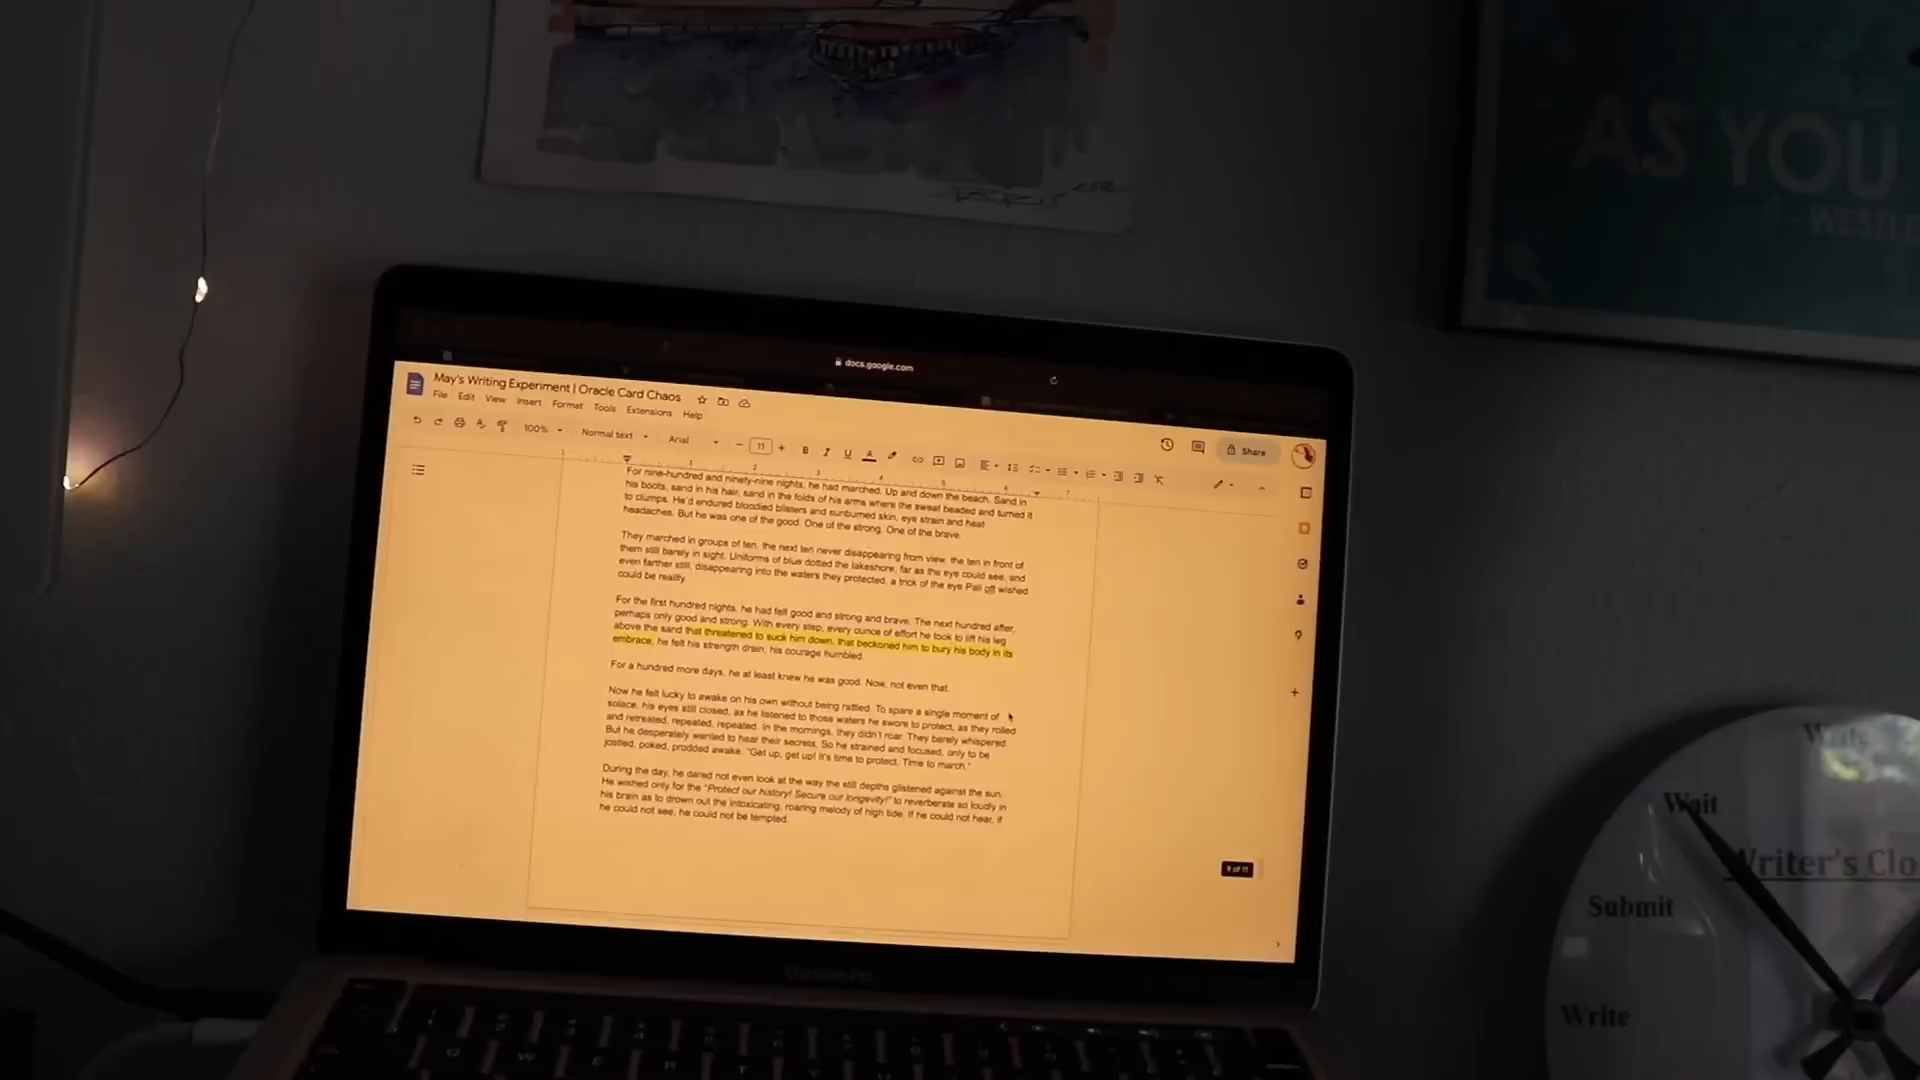 AS YOU
- WESTLE
docs.google.com
May's Writing Experiment | Oracle Card Chaos
File Edit View Insert Format Tools Extensions Help
100% Normal text Arial 11 B I U A Share
For nine-hundred and ninety-nine nights, he had marched. Up and down the beach. Sand in
his boots, sand in his hair, sand in the folds of his arms where the sweat beaded and turned it
to clumps. He'd endured bloodied blisters and sunburned skin, eye strain and heat
headaches. But he was one of the good. One of the strong. One of the brave.
They marched in groups of ten, the next ten never disappearing from view, the ten in front of
them still barely in sight. Uniforms of blue dotted the lakeshore, far as the eye could see, and
even farther still, disappearing into the waters they protected, a trick of the eye Pali off wished
could be reality.
For the first hundred nights, he had felt good and strong and brave. The next hundred after,
perhaps only good and strong. With every step, every ounce of effort he took to lift his leg
above the sand that threatened to suck him down, that beckoned him to bury his body in its
embrace, he felt his strength drain, his courage humbled.
For a hundred more days, he at least knew he was good. Now, not even that.
Now he felt lucky to awake on his own without being rattled. To spare a single moment of
solace, his eyes still closed, as he listened to those waters he swore to protect, as they rolled
and retreated, repeated, repeated. In the mornings, they didn't roar. They barely whispered.
But he desperately wanted to hear their secrets. So he strained and focused, only to be
jostled, poked, prodded awake. "Get up, get up! It's time to protect. Time to march."
During the day, he dared not even look at the way the still depths glistened against the sun.
He wished only for the "Protect our history! Secure our longevity!" to reverberate so loudly in
his brain as to drown out the intoxicating, roaring melody of high tide. If he could not hear, if
he could not see, he could not be tempted.
9 of 11
MacBook Pro
Write
Wait
Writer's Clo
Submit
Write